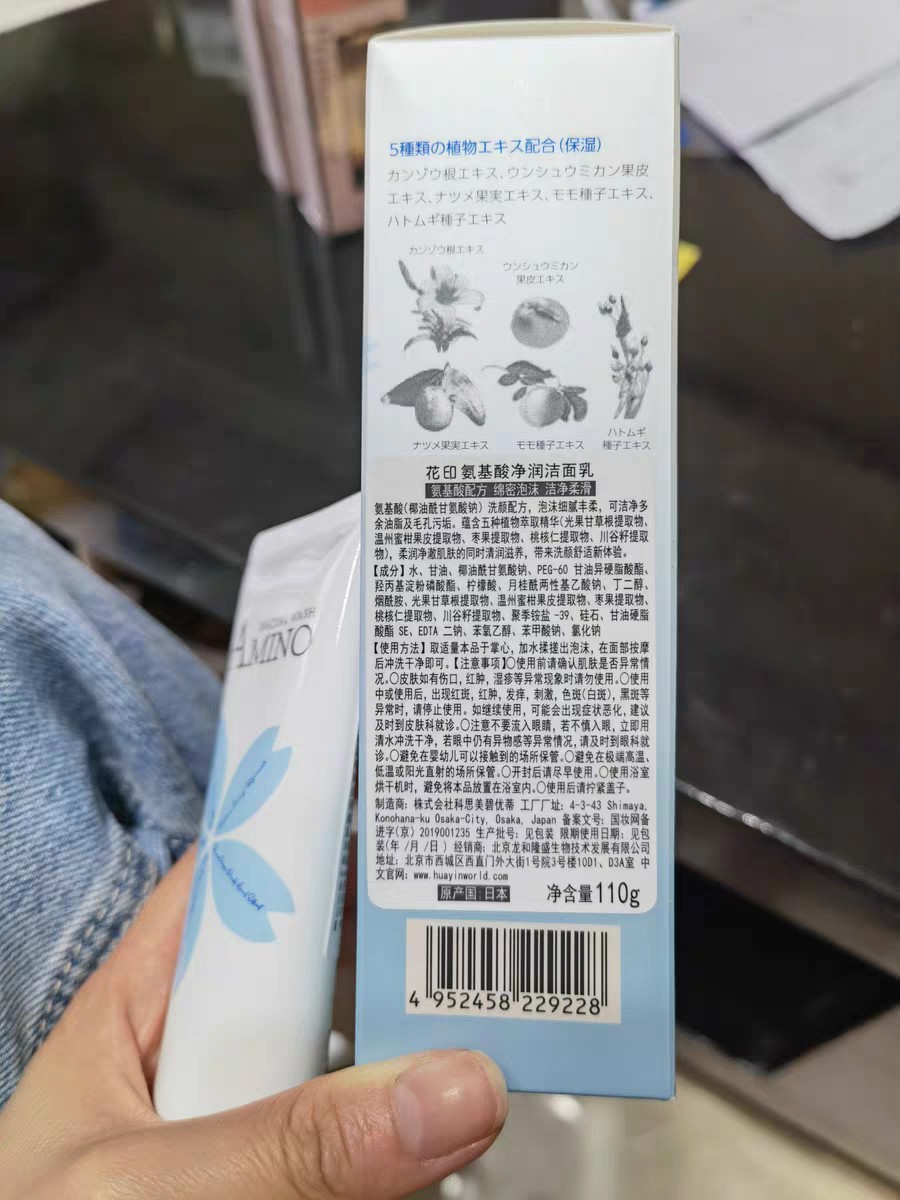 5種類の植物エキス配合(保湿)
カンゾウ根エキス、ウンシュウミカン果皮
エキス、ナツメ果実エキス、モモ種子エキス、
ハトムギ種子エキス
カンゾウ根エキス
ウンシュウミカン
果皮エキス
ナツメ果実エキス
モモ種子エキス
ハトムギ
種子エキス
花印 氨基酸净润洁面乳
氨基酸配方 绵密泡沫 洁净柔滑
氨基酸(椰油酰甘氨酸钠) 洗颜配方，泡沫细腻丰柔，可洁净多
余油脂及毛孔污垢。蕴含五种植物萃取精华(光果甘草根提取物、
温州蜜柑果皮提取物、枣果提取物、桃核仁提取物、川谷籽提取
物)，柔润净澈肌肤的同时清润滋养，带来洗颜舒适新体验。
【成分】水、甘油、椰油酰甘氨酸钠、PEG-60 甘油异硬脂酸酯、
羟丙基淀粉磷酸酯、柠檬酸、月桂酰两性基乙酸钠、丁二醇、
烟酰胺、光果甘草根提取物、温州蜜柑果皮提取物、枣果提取物、
桃核仁提取物、川谷籽提取物、聚季铵盐 -39、硅石、甘油硬脂
酸酯 SE、EDTA 二钠、苯氧乙醇、苯甲酸钠、氯化钠
【使用方法】取适量本品于掌心，加水揉搓出泡沫，在面部按摩
后冲洗干净即可。【注意事项】○使用前请确认肌肤是否异常情
况。○皮肤如有伤口，红肿，湿疹等异常现象时请勿使用。○使用
中或使用后，出现红斑，红肿，发痒，刺激，色斑(白斑)，黑斑等
异常时，请停止使用。如继续使用，可能会出现症状恶化，建议
及时到皮肤科就诊。○注意不要流入眼睛，若不慎入眼，立即用
清水冲洗干净，若眼中仍有异物感等异常情况，请及时到眼科就
诊。○避免在婴幼儿可以接触到的场所保管。○避免在极端高温、
低温或阳光直射的场所保管。○开封后请尽早使用。○使用浴室
烘干机时，避免将本品放置在浴室内。○使用后请拧紧盖子。
制造商: 株式会社科思美碧优蒂 工厂厂址: 4-3-43 Shimaya,
Konohana-ku Osaka-City, Osaka, Japan 备案文号: 国妆网备
进字(京) 2019001235 生产批号: 见包装 限期使用日期: 见包
装(年 /月 /日 ) 经销商: 北京龙和隆盛生物技术发展有限公司
地址: 北京市西城区西直门外大街1号院3号楼10D1、D3A室 中
文官网: www.huayinworld.com
原产国:日本 净含量110g
4 952458 229228
AMINO